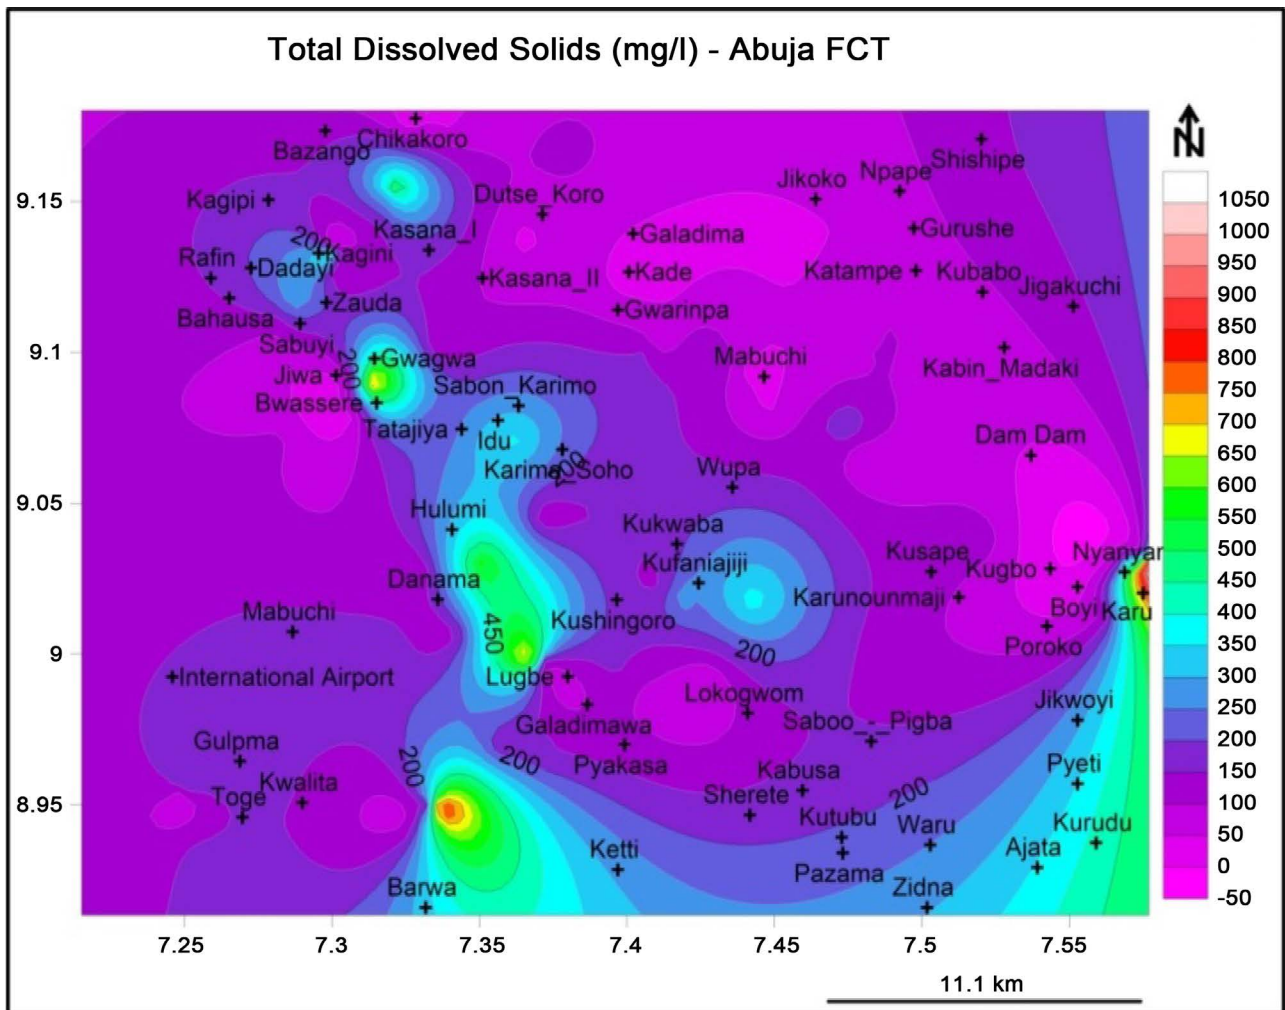 Total Dissolved Solids (mg/l) - Abuja FCT
N
Chikakoro
Bazango
Shishipe
Npape
Jikoko
9.15
Kagipi
Dutse_Koro
1050
1000
950
900
850
800
750
700
650
600
550
500
450
400
350
300
250
200
150
100
50
0
-50
Kasana_I
Galadima
Gurushe
200
Kagini
Rafin
Dadayi
Kasana_II
Kade
Katampe
Kubabo
Jigakuchi
Bahausa
Zauda
Gwarinpa
Sabuyi
9.1
200
Gwagwa
Mabuchi
Kabin_Madaki
Jiwa
Sabon_Karimo
Bwassere
Tatajiya
Idu
Dam Dam
Karimo_Soho
200
Wupa
9.05
Hulumi
Kukwaba
Kusape
Nyanyar
Kufaniajiji
Kugbo
Danama
Karunounmaji
Boyi
Karu
Mabuchi
450
Kushingoro
9
200
Poroko
International Airport
Lugbe
Lokogwom
Jikwoyi
Galadimawa
Saboo_-_Pigba
Gulpma
200
200
Pyakasa
Kabusa
Pyeti
Kwalita
Toge
8.95
Sherete
200
Kutubu
Waru
Kurudu
Ketti
Pazama
Ajata
Barwa
Zidna
7.25
7.3
7.35
7.4
7.45
7.5
7.55
11.1 km